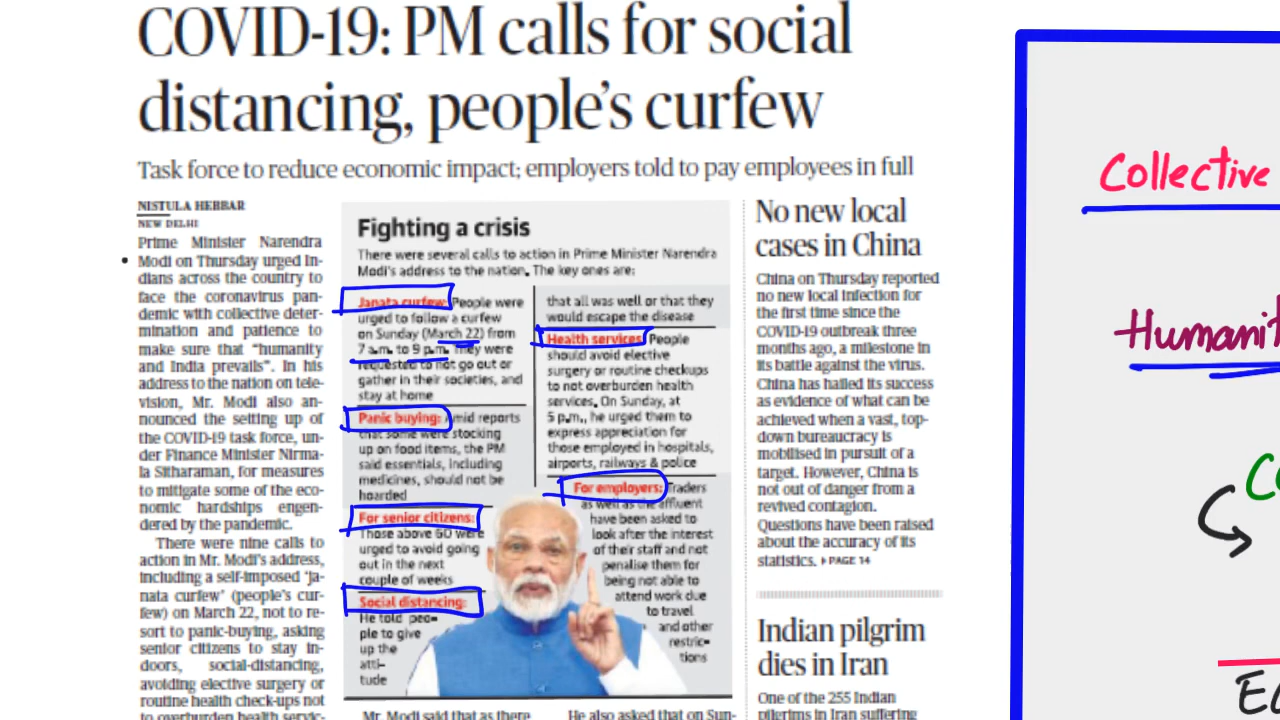 COVID-19: PM calls for social
distancing, people's curfew
Task force to reduce economic impact; employers told to pay employees in full
NISTULA HEBBAR
NEW DELHI
Prime Minister Narendra
Modi on Thursday urged In-
dians across the country to
face the coronavirus pan-
demic with collective deter-
mination and patience to
make sure that "humanity
and India prevails". In his
address to the nation on tele-
vision, Mr. Modi also an-
nounced the setting up of
the COVID-19 task force, un-
der Finance Minister Nirma-
la Sitharaman, for measures
to mitigate some of the eco-
nomic hardships engen-
dered by the pandemic.
There were nine calls to
action in Mr. Modi's address,
including a self-imposed 'ja-
nata curfew' (people's cur-
few) on March 22, not to re-
sort to panic-buying, asking
senior citizens to stay in-
doors, social-distancing,
avoiding elective surgery or
routine health check-ups not
to overburden health servic-
Fighting a crisis
There were several calls to action in Prime Minister Narendra
Modi's address to the nation. The key ones are:
Janata curfew: People were
urged to follow a curfew
on Sunday (March 22) from
7 a.m. to 9 p.m. They were
requested to not go out or
gather in their societies, and
stay at home
Panic buying: Amid reports
that some were stocking
up on food items, the PM
said essentials, including
medicines, should not be
hoarded
For senior citizens:
Those above 60 were
urged to avoid going
out in the next
couple of weeks
Social distancing:
He told peo-
ple to give
up the
atti-
tude
that all was well or that they
would escape the disease
Health services: People
should avoid elective
surgery or routine checkups
to not overburden health
services. On Sunday, at
5 p.m., he urged them to
express appreciation for
those employed in hospitals,
airports, railways & police
For employers: Traders
as well as the affluent
have been asked to
look after the interest
of their staff and not
penalise them for
being not able to
attend work due
to travel
and other
restric-
tions
Mr. Modi said that as there
He also asked that on Sun-
No new local
cases in China
China on Thursday reported
no new local infection for
the first time since the
COVID-19 outbreak three
months ago, a milestone in
its battle against the virus.
China has hailed its success
as evidence of what can be
achieved when a vast, top-
down bureaucracy is
mobilised in pursuit of a
target. However, China is
not out of danger from a
revived contagion.
Questions have been raised
about the accuracy of its
statistics. ▶ PAGE 14
Indian pilgrim
dies in Iran
One of the 255 Indian
pilgrims in Iran suffering
Collective